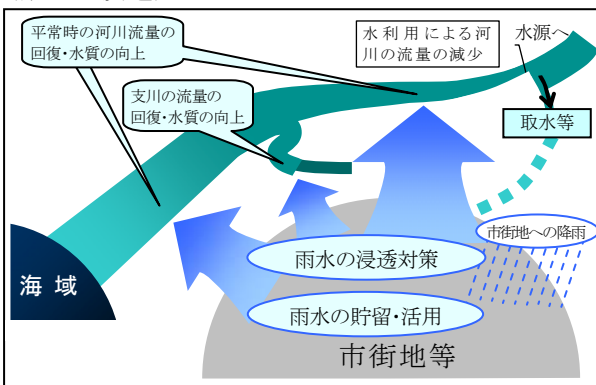 平常時の河川流量の
回復・水質の向上
水利用による河
川の流量の減少
水源へ
支川の流量の
回復・水質の向上
取水等
市街地への降雨
雨水の浸透対策
海域
雨水の貯留・活用
市街地等